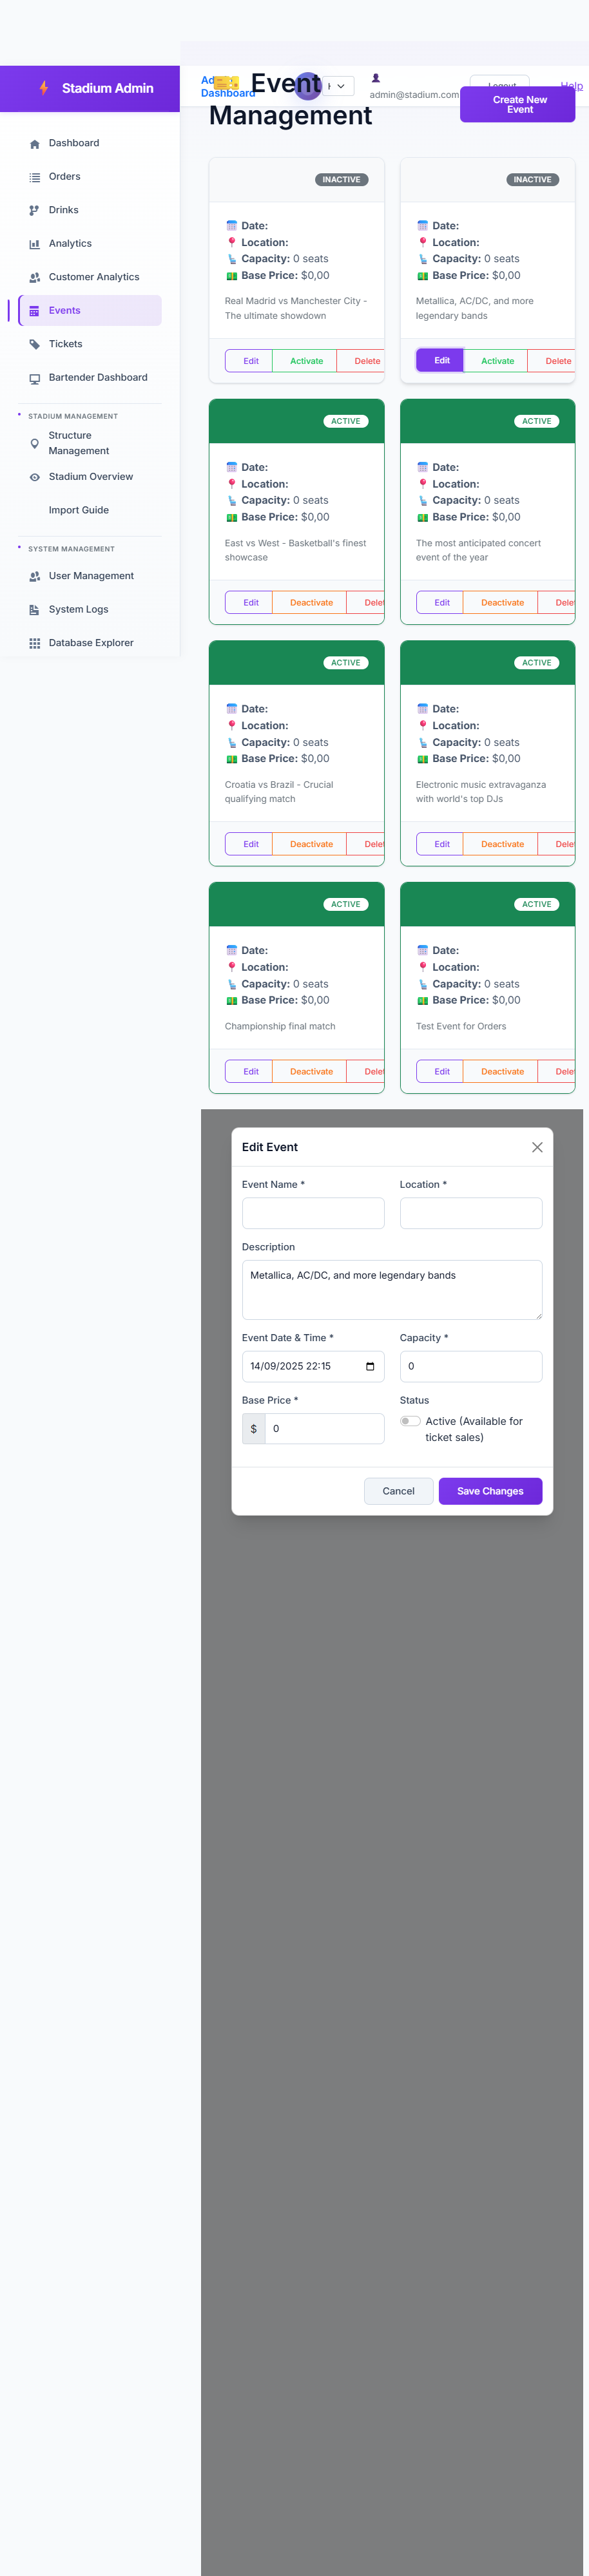 Stadium Admin
Admin Dashboard
Event Management
admin@stadium.com
Logout
Help
Create New Event
Dashboard
Orders
Drinks
Analytics
Customer Analytics
Events
Tickets
Bartender Dashboard
STADIUM MANAGEMENT
Structure
Management
Stadium Overview
Import Guide
SYSTEM MANAGEMENT
User Management
System Logs
Database Explorer
INACTIVE
Date:
Location:
Capacity: 0 seats
Base Price: $0,00
Real Madrid vs Manchester City -
The ultimate showdown
Edit
Activate
Delete
INACTIVE
Date:
Location:
Capacity: 0 seats
Base Price: $0,00
Metallica, AC/DC, and more
legendary bands
Edit
Activate
Delete
ACTIVE
Date:
Location:
Capacity: 0 seats
Base Price: $0,00
East vs West - Basketball's finest
showcase
Edit
Deactivate
Delet
ACTIVE
Date:
Location:
Capacity: 0 seats
Base Price: $0,00
The most anticipated concert
event of the year
Edit
Deactivate
Delet
ACTIVE
Date:
Location:
Capacity: 0 seats
Base Price: $0,00
Croatia vs Brazil - Crucial
qualifying match
Edit
Deactivate
Delet
ACTIVE
Date:
Location:
Capacity: 0 seats
Base Price: $0,00
Electronic music extravaganza
with world's top DJs
Edit
Deactivate
Delet
ACTIVE
Date:
Location:
Capacity: 0 seats
Base Price: $0,00
Championship final match
Edit
Deactivate
Delet
ACTIVE
Date:
Location:
Capacity: 0 seats
Base Price: $0,00
Test Event for Orders
Edit
Deactivate
Delet
Edit Event
Event Name *
Location *
Description
Metallica, AC/DC, and more legendary bands
Event Date & Time *
Capacity *
14/09/2025 22:15
0
Base Price *
Status
$ 0
Active (Available for
ticket sales)
Cancel
Save Changes